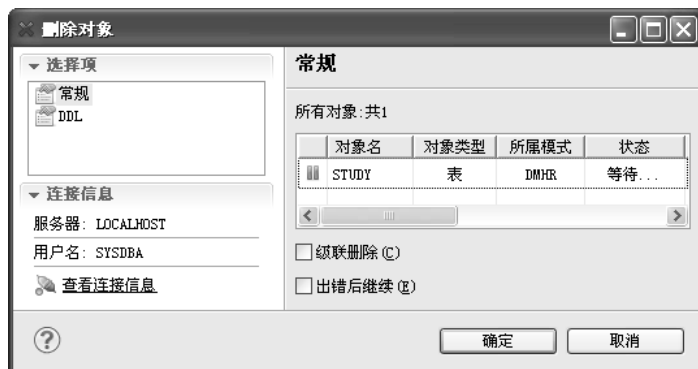 删除对象
选择项
常规
DDL
连接信息
服务器: LOCALHOST
用户名: SYSDBA
查看连接信息
常规
所有对象:共1
对象名 对象类型 所属模式 状态
STUDY 表 DMHR 等待...
级联删除(C)
出错后继续(E)
确定 取消